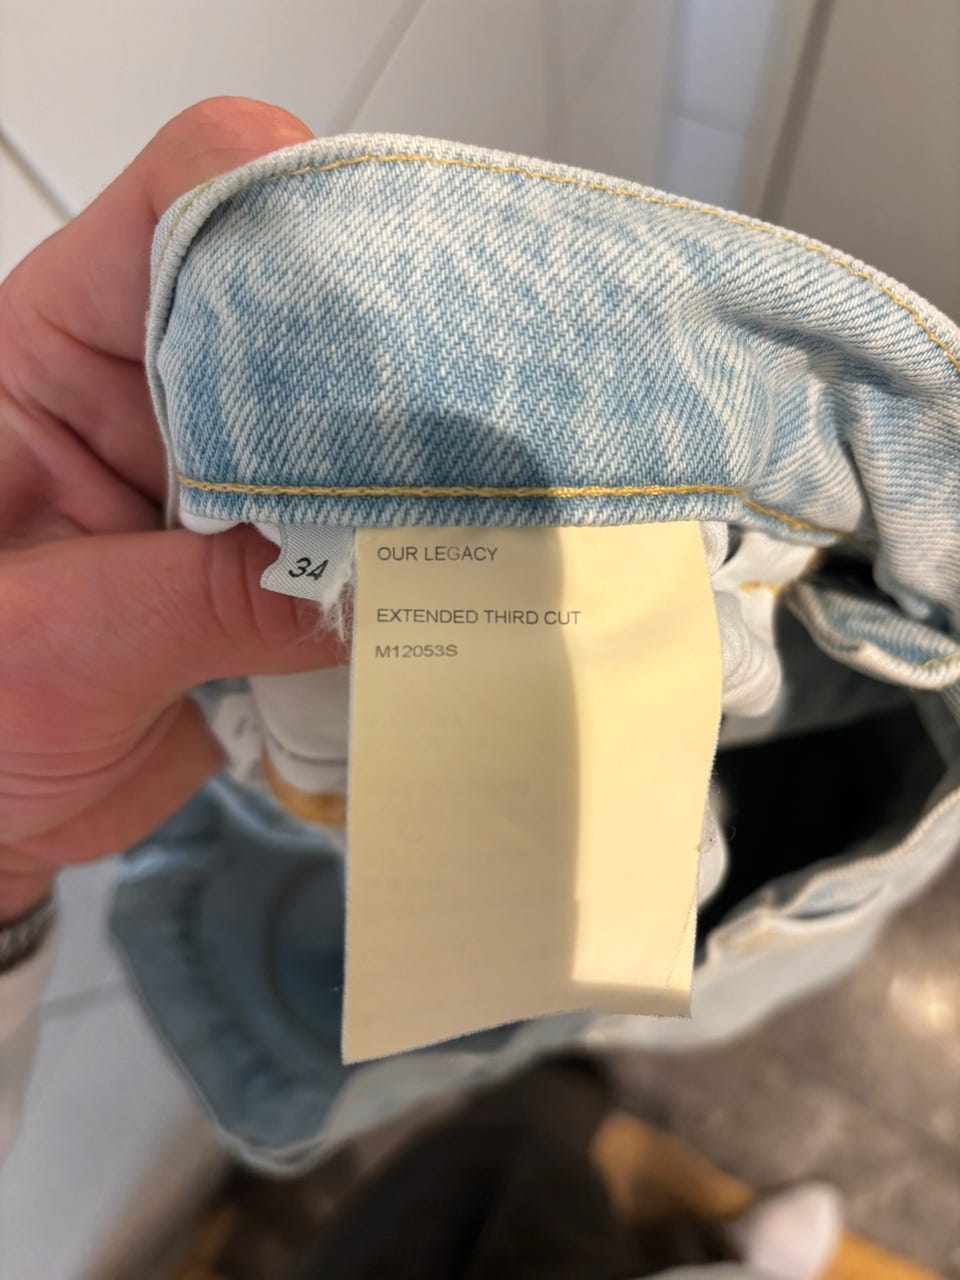 34
OUR LEGACY
EXTENDED THIRD CUT
M12053S